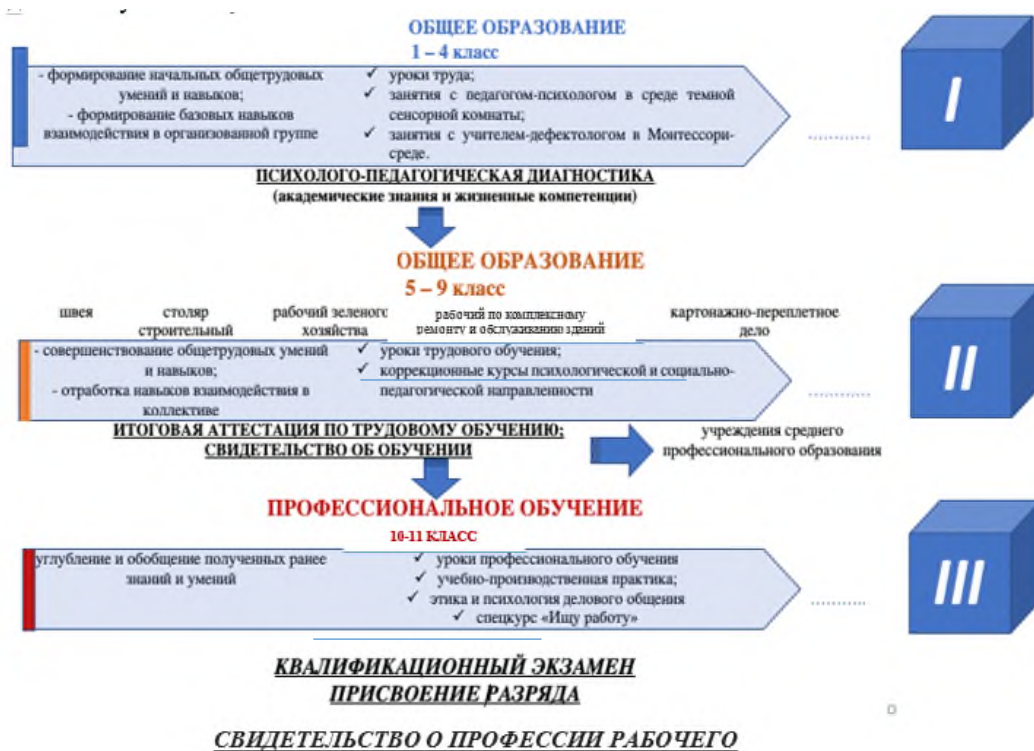 ОБЩЕЕ ОБРАЗОВАНИЕ
1 – 4 класс
- формирование начальных общетрудовых
умений и навыков;
- формирование базовых навыков
взаимодействия в организованной группе
✓ уроки труда;
✓ занятия с педагогом-психологом в среде темной
сенсорной комнаты;
✓ занятия с учителем-дефектологом в Монтессори-
среде.
............
I
ПСИХОЛОГО-ПЕДАГОГИЧЕСКАЯ ДИАГНОСТИКА
(академические знания и жизненные компетенции)
ОБЩЕЕ ОБРАЗОВАНИЕ
5 – 9 класс
швея
столяр
строительный
рабочий зеленого
хозяйства
рабочий по комплексному
ремонту и обслуживанию зданий
картонажно-переплетное
дело
- совершенствование общетрудовых умений
и навыков;
- отработка навыков взаимодействия в
коллективе
✓ уроки трудового обучения;
✓ коррекционные курсы психологической и социально-
педагогической направленности
............
II
ИТОГОВАЯ АТТЕСТАЦИЯ ПО ТРУДОВОМУ ОБУЧЕНИЮ;
СВИДЕТЕЛЬСТВО ОБ ОБУЧЕНИИ
учреждения среднего
профессионального образования
ПРОФЕССИОНАЛЬНОЕ ОБУЧЕНИЕ
10-11 КЛАСС
углубление и обобщение полученных ранее
знаний и умений
✓ уроки профессионального обучения
✓ учебно-производственная практика;
✓ этика и психология делового общения
✓ спецкурс «Ищу работу»
............
III
КВАЛИФИКАЦИОННЫЙ ЭКЗАМЕН
ПРИСВОЕНИЕ РАЗРЯДА
СВИДЕТЕЛЬСТВО О ПРОФЕССИИ РАБОЧЕГО